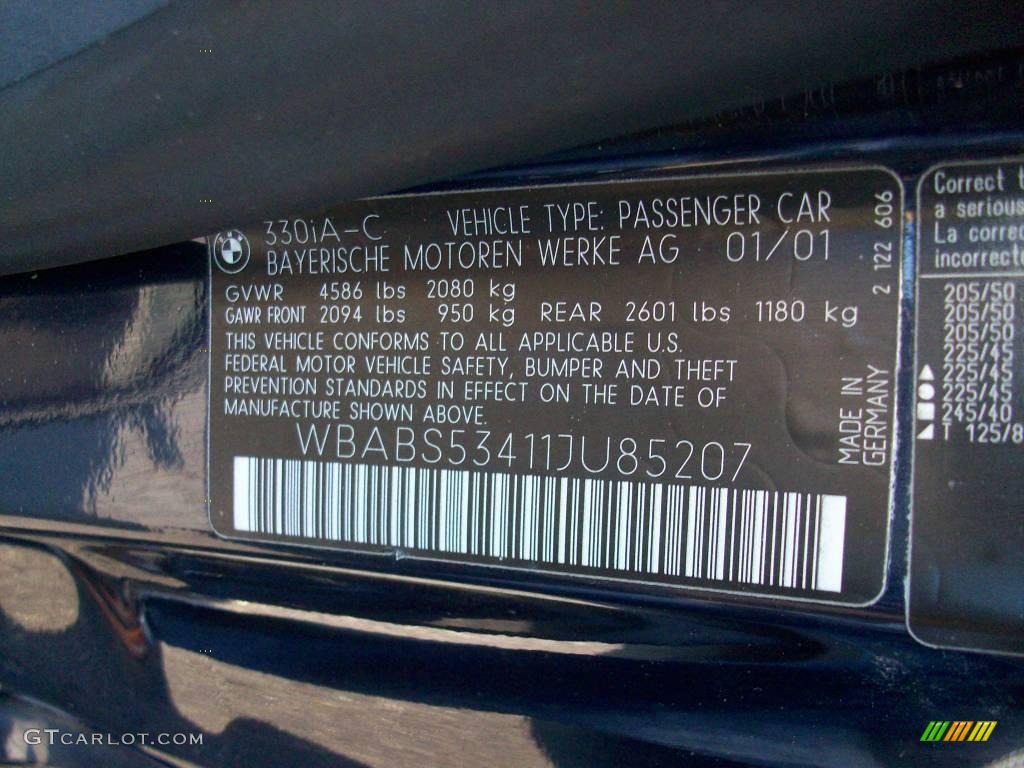 330iA-C VEHICLE TYPE: PASSENGER CAR
BAYERISCHE MOTOREN WERKE AG 01/01
GVWR 4586 lbs 2080 kg
GAWR FRONT 2094 lbs 950 kg REAR 2601 lbs 1180 kg
THIS VEHICLE CONFORMS TO ALL APPLICABLE U.S.
FEDERAL MOTOR VEHICLE SAFETY, BUMPER AND THEFT
PREVENTION STANDARDS IN EFFECT ON THE DATE OF
MANUFACTURE SHOWN ABOVE.
WBABS53411JU85207
2 122 606
MADE IN
GERMANY
Correct
a serious
La correc
incorrecte
205/50
205/50
205/50
225/45
225/45
225/45
245/40
T 125/8
GTcarlot.com